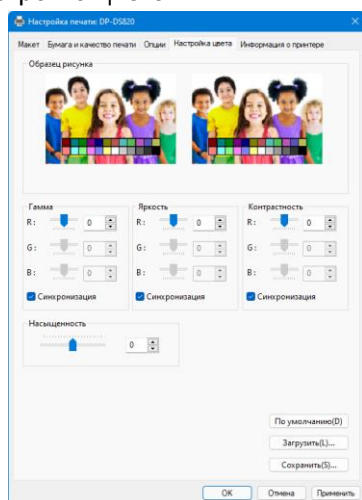 Настройка печати: DP-DS820
Макет Бумага и качество печати Опции Настройка цвета Информация о принтере
Образец рисунка
Гамма Яркость Контрастность
R: 0 R: 0 R: 0
G: 0 G: 0 G: 0
B: 0 B: 0 B: 0
Синхронизация Синхронизация Синхронизация
Насыщенность
0
По умолчанию(D)
Загрузить(L)...
Сохранить(S)...
OK Отмена Применить